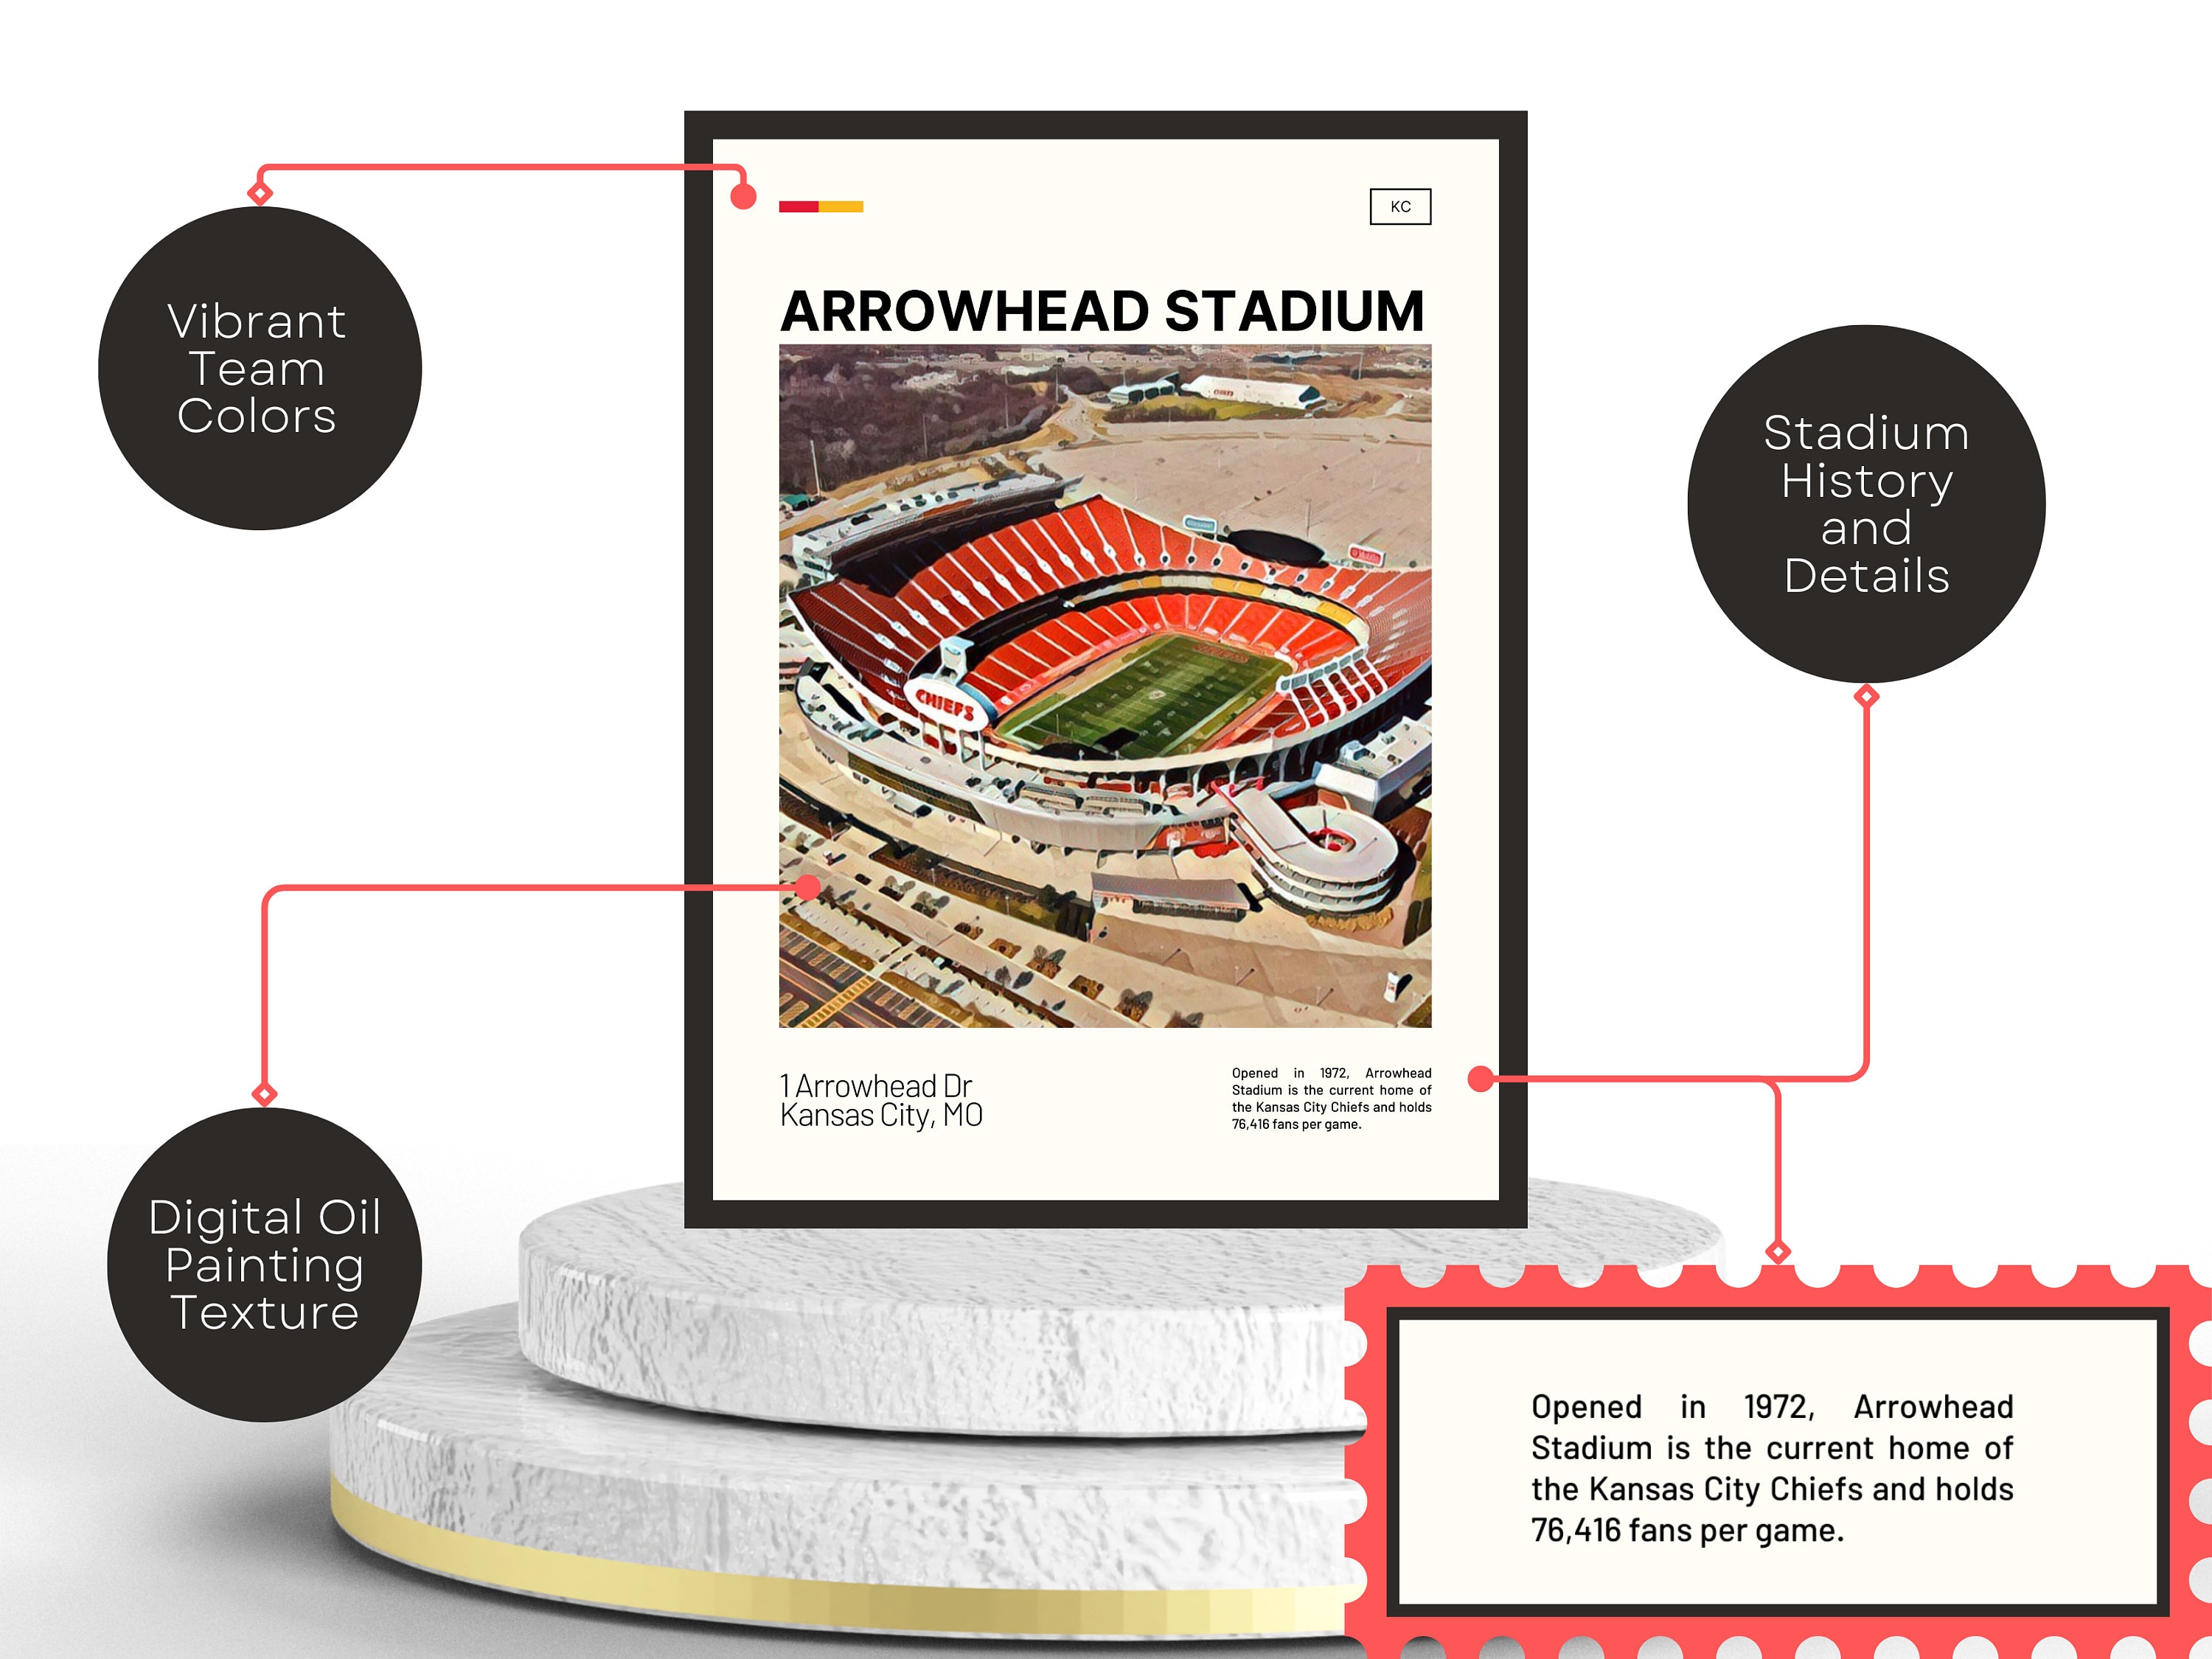 Vibrant
Team
Colors
KC
ARROWHEAD STADIUM
CHIEFS
1 Arrowhead Dr
Kansas City, MO
Opened in 1972, Arrowhead
Stadium is the current home of
the Kansas City Chiefs and holds
76,416 fans per game.
Stadium
History
and
Details
Digital Oil
Painting
Texture
Opened in 1972, Arrowhead
Stadium is the current home of
the Kansas City Chiefs and holds
76,416 fans per game.